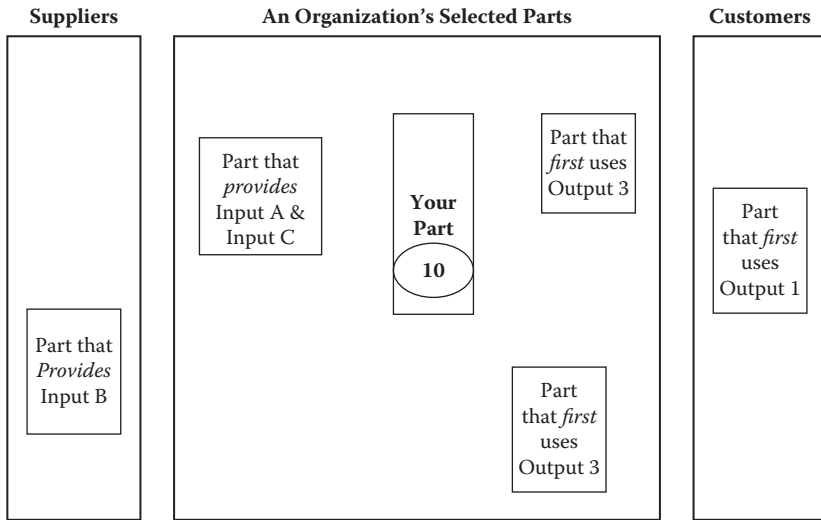 Suppliers
An Organization's Selected Parts
Customers
Part that
provides
Input A &
Input C
Your
Part
10
Part that
first uses
Output 3
Part
that first
uses
Output 1
Part that
Provides
Input B
Part
that first
uses
Output 3